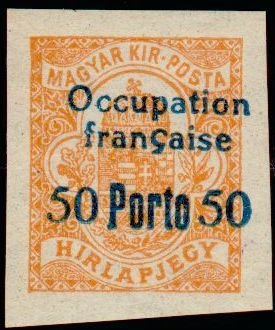 MAGYAR KIR·POSTA
Occupation
française
50 Porto 50
HIRLAPJEGY